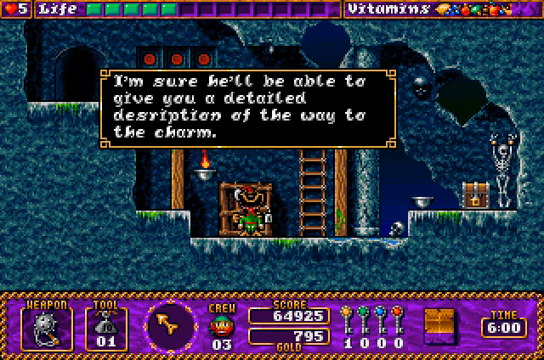 5 Life
Vitamins
I'm sure he'll be able to
give you a detailed
desription of the way to
the charm.
WEAPON
TOOL
01
CREW
03
SCORE
64925
795
GOLD
1 0 0 0
TIME
6:00